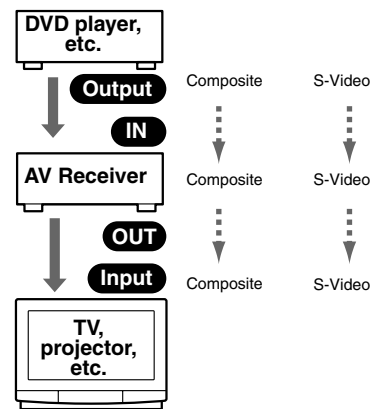 DVD player,
etc.
Output Composite S-Video
IN
AV Receiver Composite S-Video
OUT
Input Composite S-Video
TV,
projector,
etc.